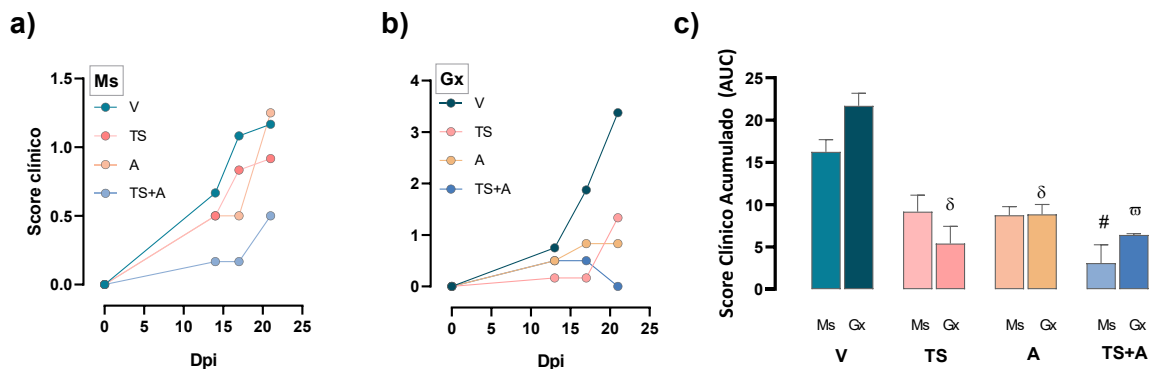 a)
Ms
V
TS
A
TS+A
Score clínico
1.5
1.0
0.5
0.0
0 5 10 15 20 25
Dpi
b)
Gx
V
TS
A
TS+A
4
3
2
1
0
0 5 10 15 20 25
Dpi
c)
Score Clínico Acumulado (AUC)
25
20
15
10
5
0
δ
δ
# ϖ
Ms Gx Ms Gx Ms Gx Ms Gx
V TS A TS+A